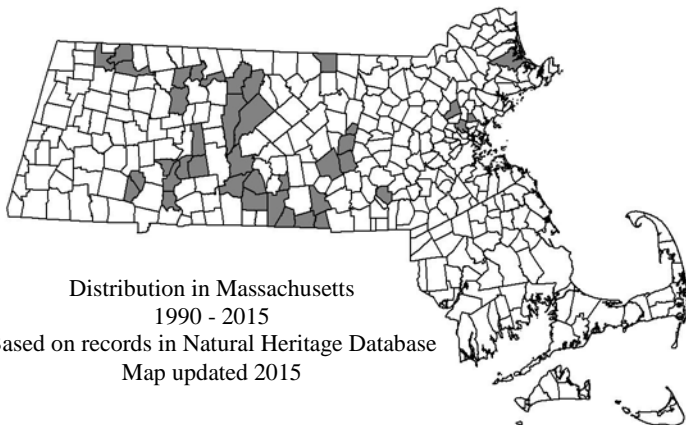 Distribution in Massachusetts
1990 - 2015
ased on records in Natural Heritage Database
Map updated 2015